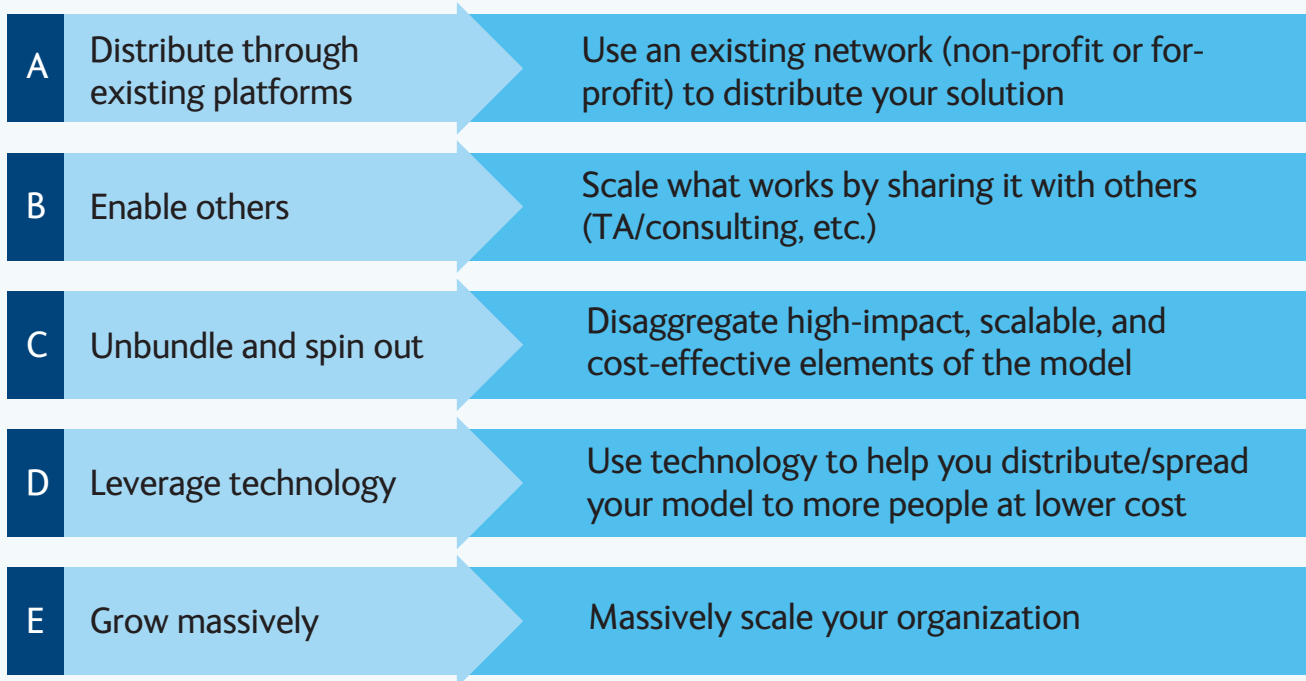 A
Distribute through
existing platforms
Use an existing network (non-profit or for-
profit) to distribute your solution
B
Enable others
Scale what works by sharing it with others
(TA/consulting, etc.)
C
Unbundle and spin out
Disaggregate high-impact, scalable, and
cost-effective elements of the model
D
Leverage technology
Use technology to help you distribute/spread
your model to more people at lower cost
E
Grow massively
Massively scale your organization